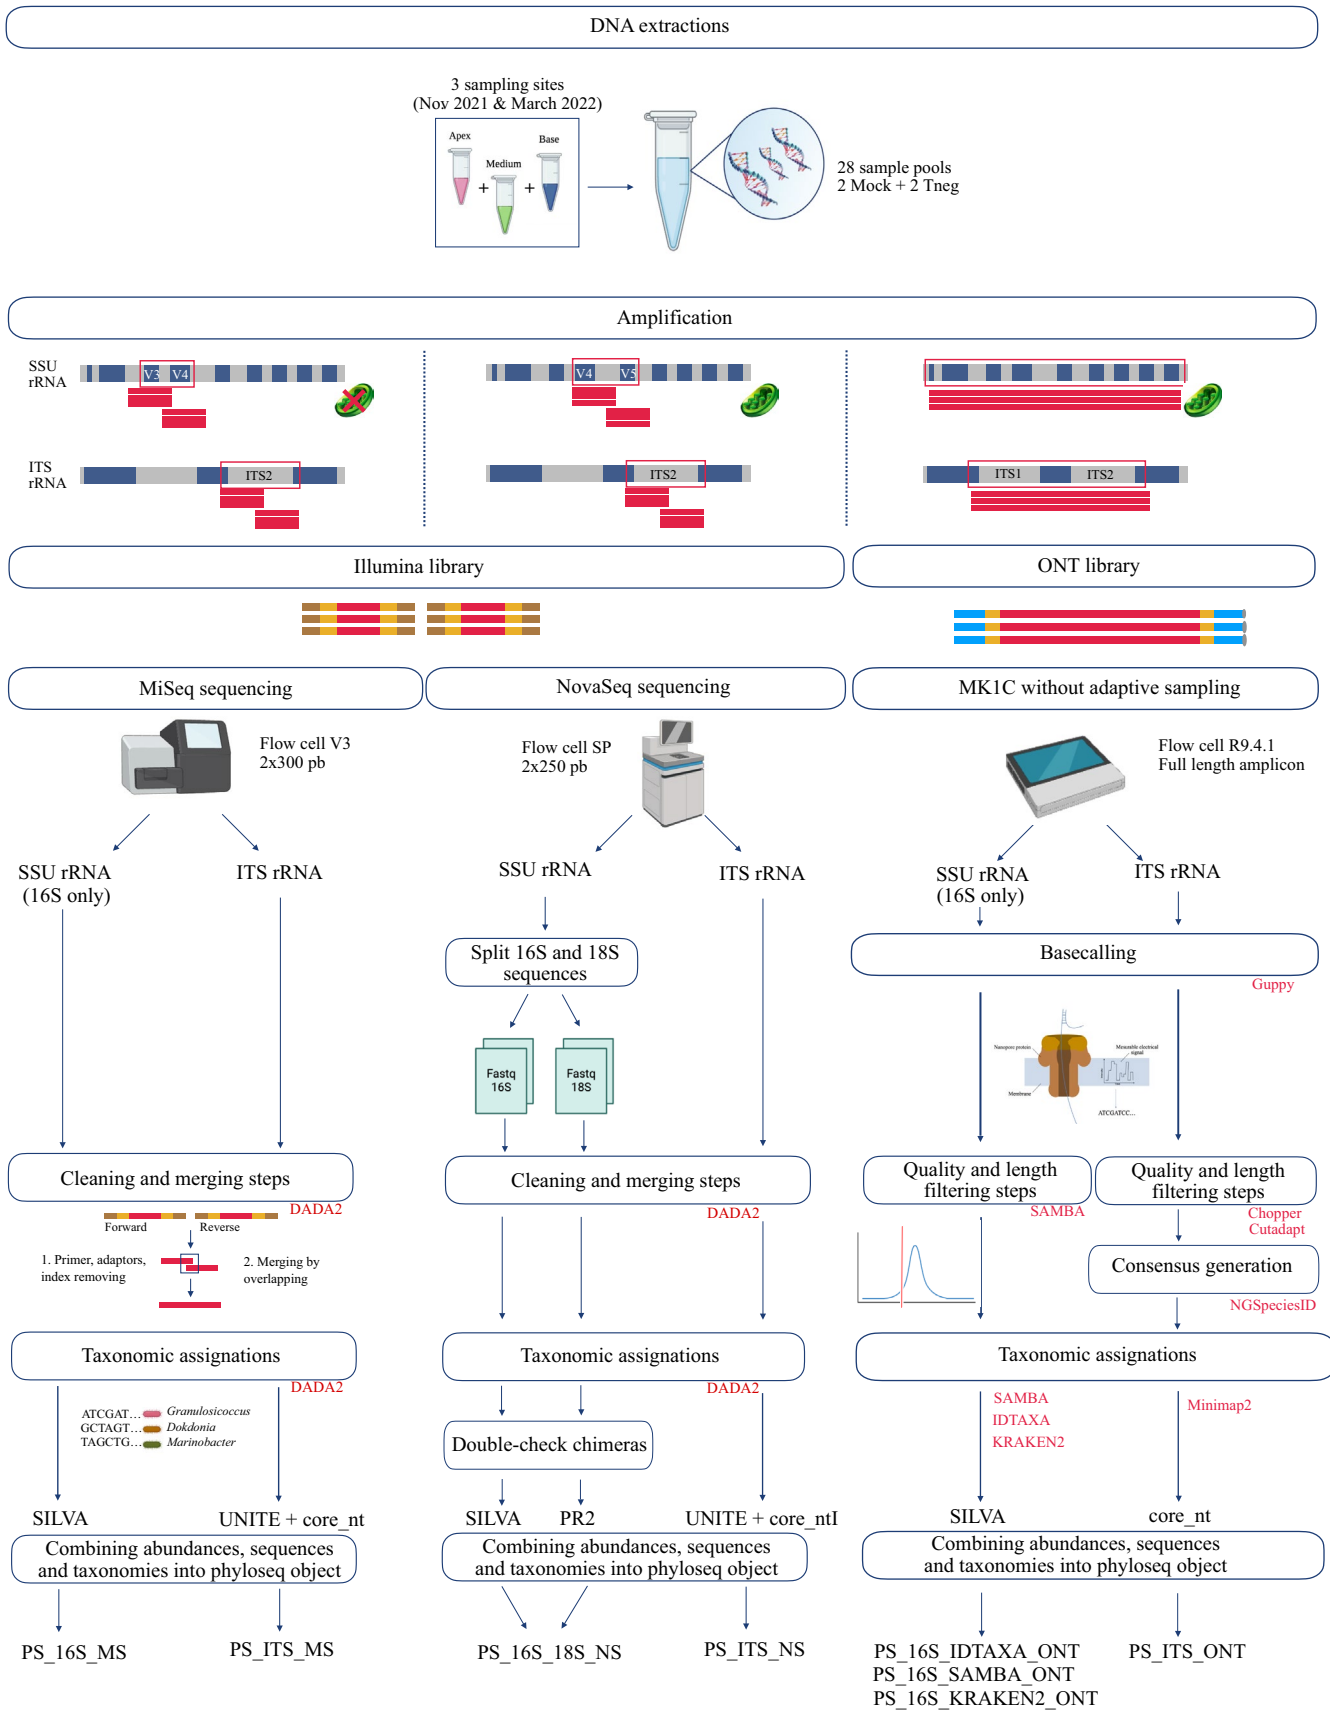 DNA extractions
3 sampling sites
(Nov 2021 & March 2022)
Apex
Medium
Base
+
+
28 sample pools
2 Mock + 2 Tneg
Amplification
SSU
rRNA
V3
V4
V4
V5
ITS
rRNA
ITS2
ITS2
ITS1
ITS2
Illumina library
ONT library
MiSeq sequencing
NovaSeq sequencing
MK1C without adaptive sampling
Flow cell V3
2x300 pb
Flow cell SP
2x250 pb
Flow cell R9.4.1
Full length amplicon
SSU rRNA
(16S only)
ITS rRNA
SSU rRNA
ITS rRNA
SSU rRNA
(16S only)
ITS rRNA
Split 16S and 18S
sequences
Basecalling
Guppy
Fastq
16S
Fastq
18S
Nanopore protein
Measurable electrical
signal
Membrane
ATCGATCC...
Cleaning and merging steps
DADA2
Cleaning and merging steps
DADA2
Quality and length
filtering steps
SAMBA
Quality and length
filtering steps
Chopper
Cutadapt
Forward
Reverse
1. Primer, adaptors,
index removing
2. Merging by
overlapping
Consensus generation
NGSpeciesID
Taxonomic assignations
DADA2
Taxonomic assignations
DADA2
Taxonomic assignations
SAMBA
IDTAXA
KRAKEN2
Minimap2
ATCGAT... Granulosicoccus
GCTAGT... Dokdonia
TAGCTG... Marinobacter
Double-check chimeras
SILVA
UNITE + core_nt
SILVA
PR2
UNITE + core_ntI
SILVA
core_nt
Combining abundances, sequences
and taxonomies into phyloseq object
Combining abundances, sequences
and taxonomies into phyloseq object
Combining abundances, sequences
and taxonomies into phyloseq object
PS_16S_MS
PS_ITS_MS
PS_16S_18S_NS
PS_ITS_NS
PS_16S_IDTAXA_ONT
PS_16S_SAMBA_ONT
PS_16S_KRAKEN2_ONT
PS_ITS_ONT